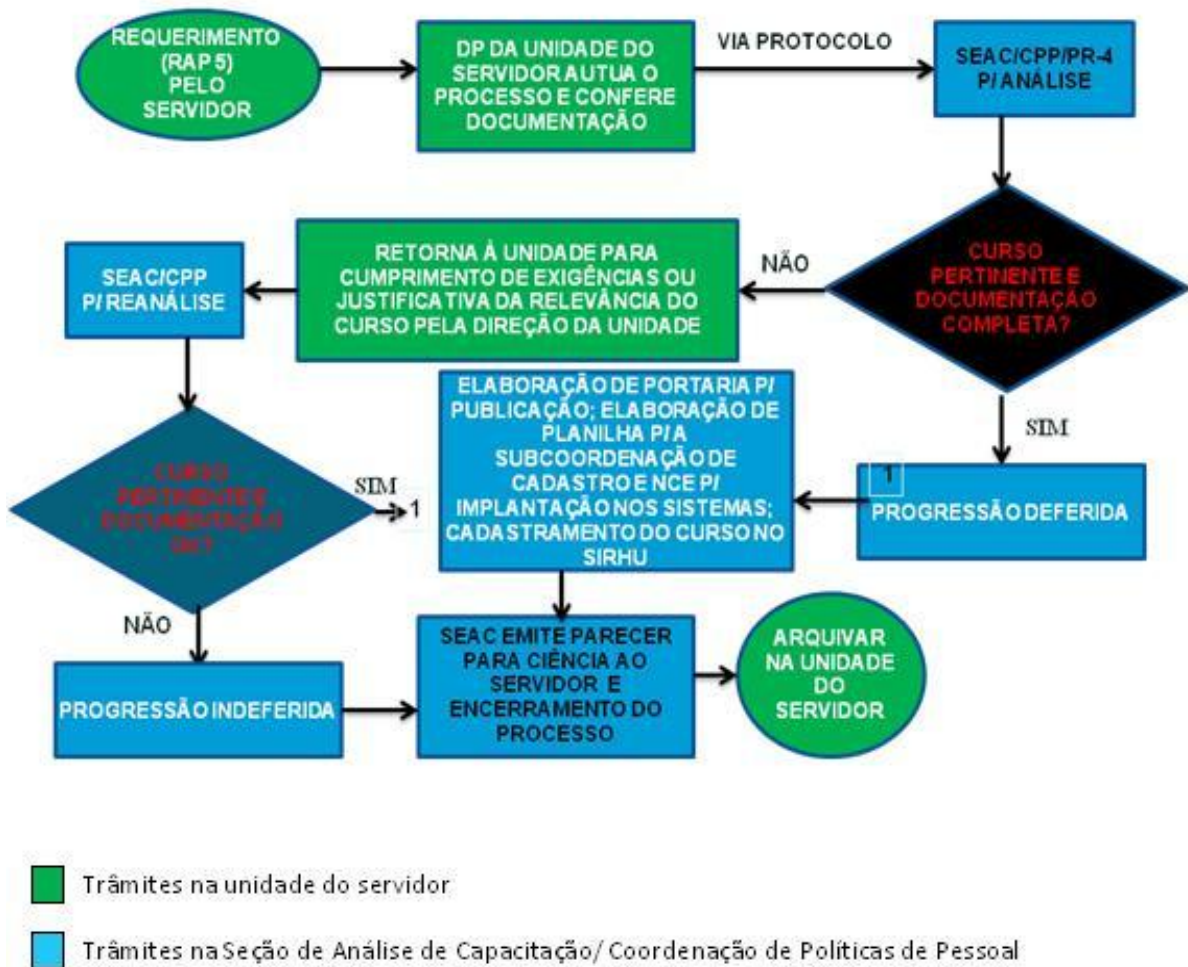 REQUERIMENTO
(RAP 5)
PELO
SERVIDOR
DP DA UNIDADE DO
SERVIDOR AUTUA O
PROCESSO E CONFERE
DOCUMENTAÇÃO
VIA PROTOCOLO
SEAC/CPP/PR-4
P/ ANÁLISE
CURSO
PERTINENTE E
DOCUMENTAÇÃO
COMPLETA?
NÃO
RETORNA À UNIDADE PARA
CUMPRIMENTO DE EXIGÊNCIAS OU
JUSTIFICATIVA DA RELEVÂNCIA DO
CURSO PELA DIREÇÃO DA UNIDADE
SEAC/CPP
P/ REANÁLISE
CURSO
PERTINENTE E
DOCUMENTAÇÃO
OK?
SIM
1
SIM
1
PROGRESSÃO DEFERIDA
ELABORAÇÃO DE PORTARIA P/
PUBLICAÇÃO; ELABORAÇÃO DE
PLANILHA P/ A
SUBCOORDENAÇÃO DE
CADASTRO E NCE P/
IMPLANTAÇÃO NOS SISTEMAS;
CADASTRAMENTO DO CURSO NO
SIRHU
NÃO
PROGRESSÃO INDEFERIDA
SEAC EMITE PARECER
PARA CIÊNCIA AO
SERVIDOR E
ENCERRAMENTO DO
PROCESSO
ARQUIVAR
NA UNIDADE
DO
SERVIDOR
Trâmites na unidade do servidor
Trâmites na Seção de Análise de Capacitação/ Coordenação de Políticas de Pessoal